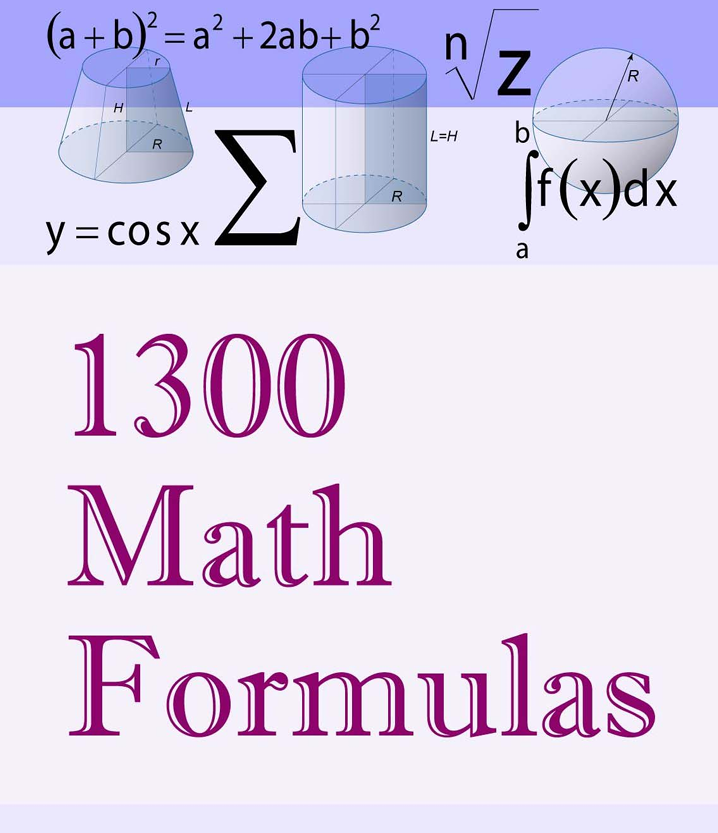 (a + b)² = a² + 2ab + b²
ⁿ√z
r
H
L
R
L=H
R
R
y = cos x
∑
b
∫f(x)dx
a
1300
Math
Formulas